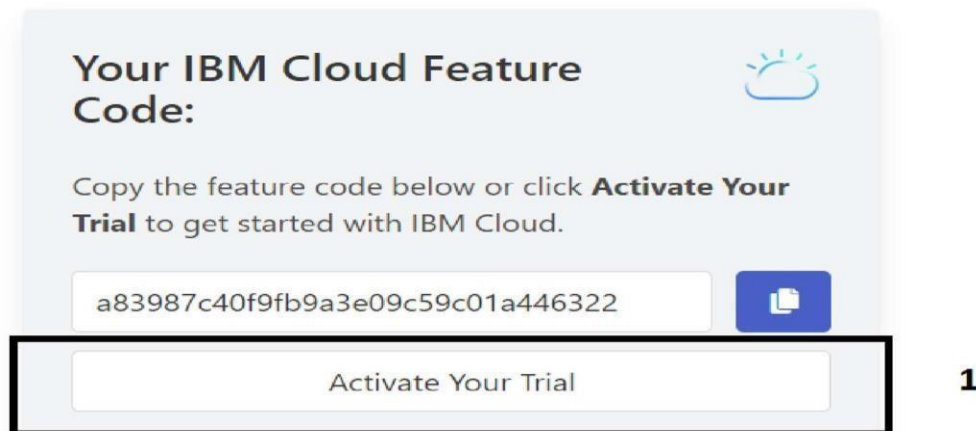 Your IBM Cloud Feature
Code:
Copy the feature code below or click Activate Your
Trial to get started with IBM Cloud.
a83987c40f9fb9a3e09c59c01a446322
Activate Your Trial
1